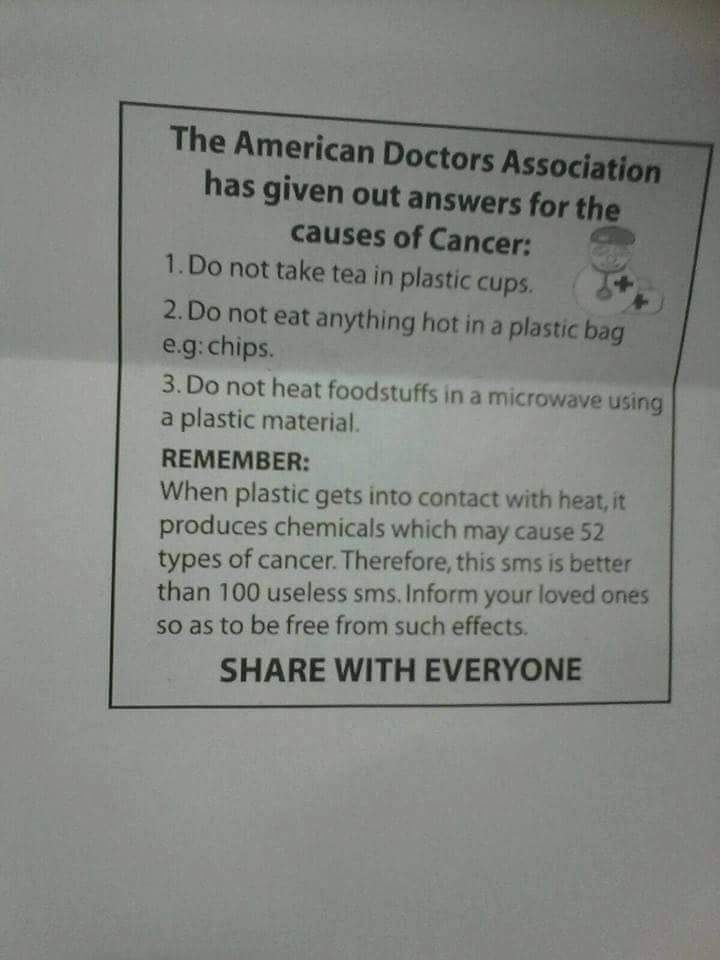 The American Doctors Association
has given out answers for the
causes of Cancer:
1. Do not take tea in plastic cups.
2. Do not eat anything hot in a plastic bag
e.g: chips.
3. Do not heat foodstuffs in a microwave using
a plastic material.
REMEMBER:
When plastic gets into contact with heat, it
produces chemicals which may cause 52
types of cancer. Therefore, this sms is better
than 100 useless sms. Inform your loved ones
so as to be free from such effects.
SHARE WITH EVERYONE